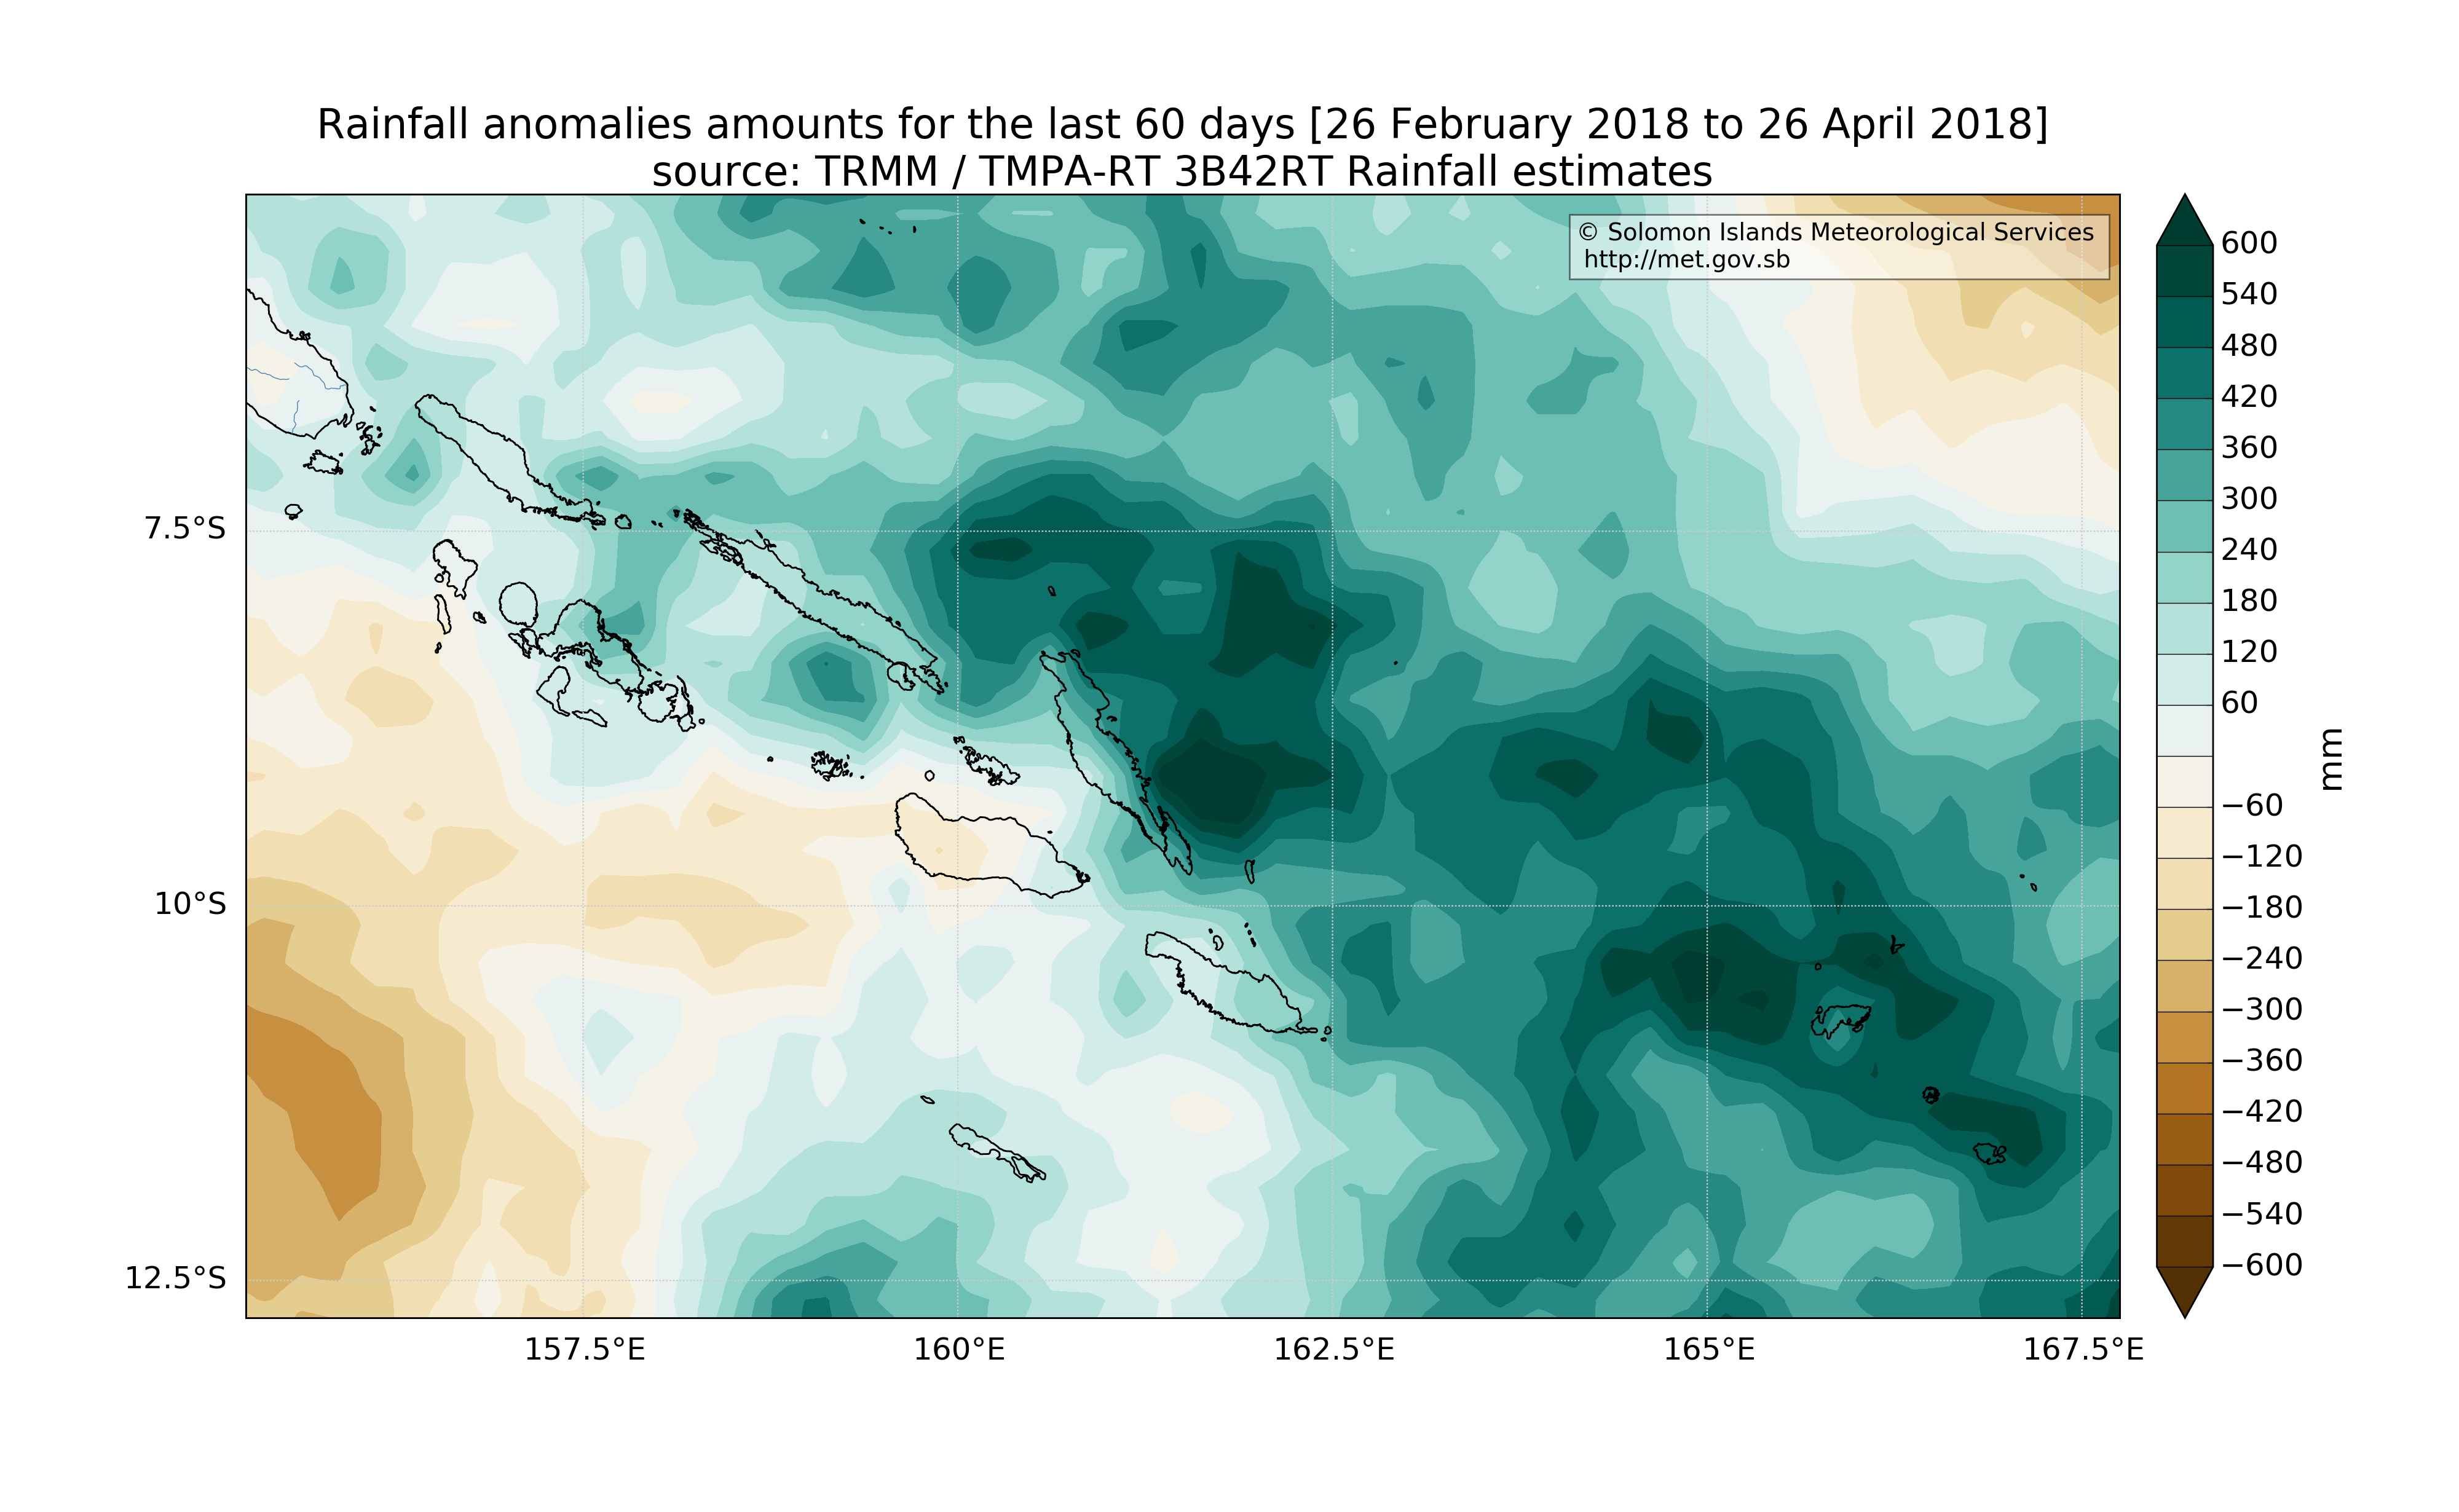 Rainfall anomalies amounts for the last 60 days [26 February 2018 to 26 April 2018]
source: TRMM / TMPA-RT 3B42RT Rainfall estimates
© Solomon Islands Meteorological Services
http://met.gov.sb
7.5°S
10°S
12.5°S
157.5°E
160°E
162.5°E
165°E
167.5°E
600
540
480
420
360
300
240
180
120
60
−60
−120
−180
−240
−300
−360
−420
−480
−540
−600
mm